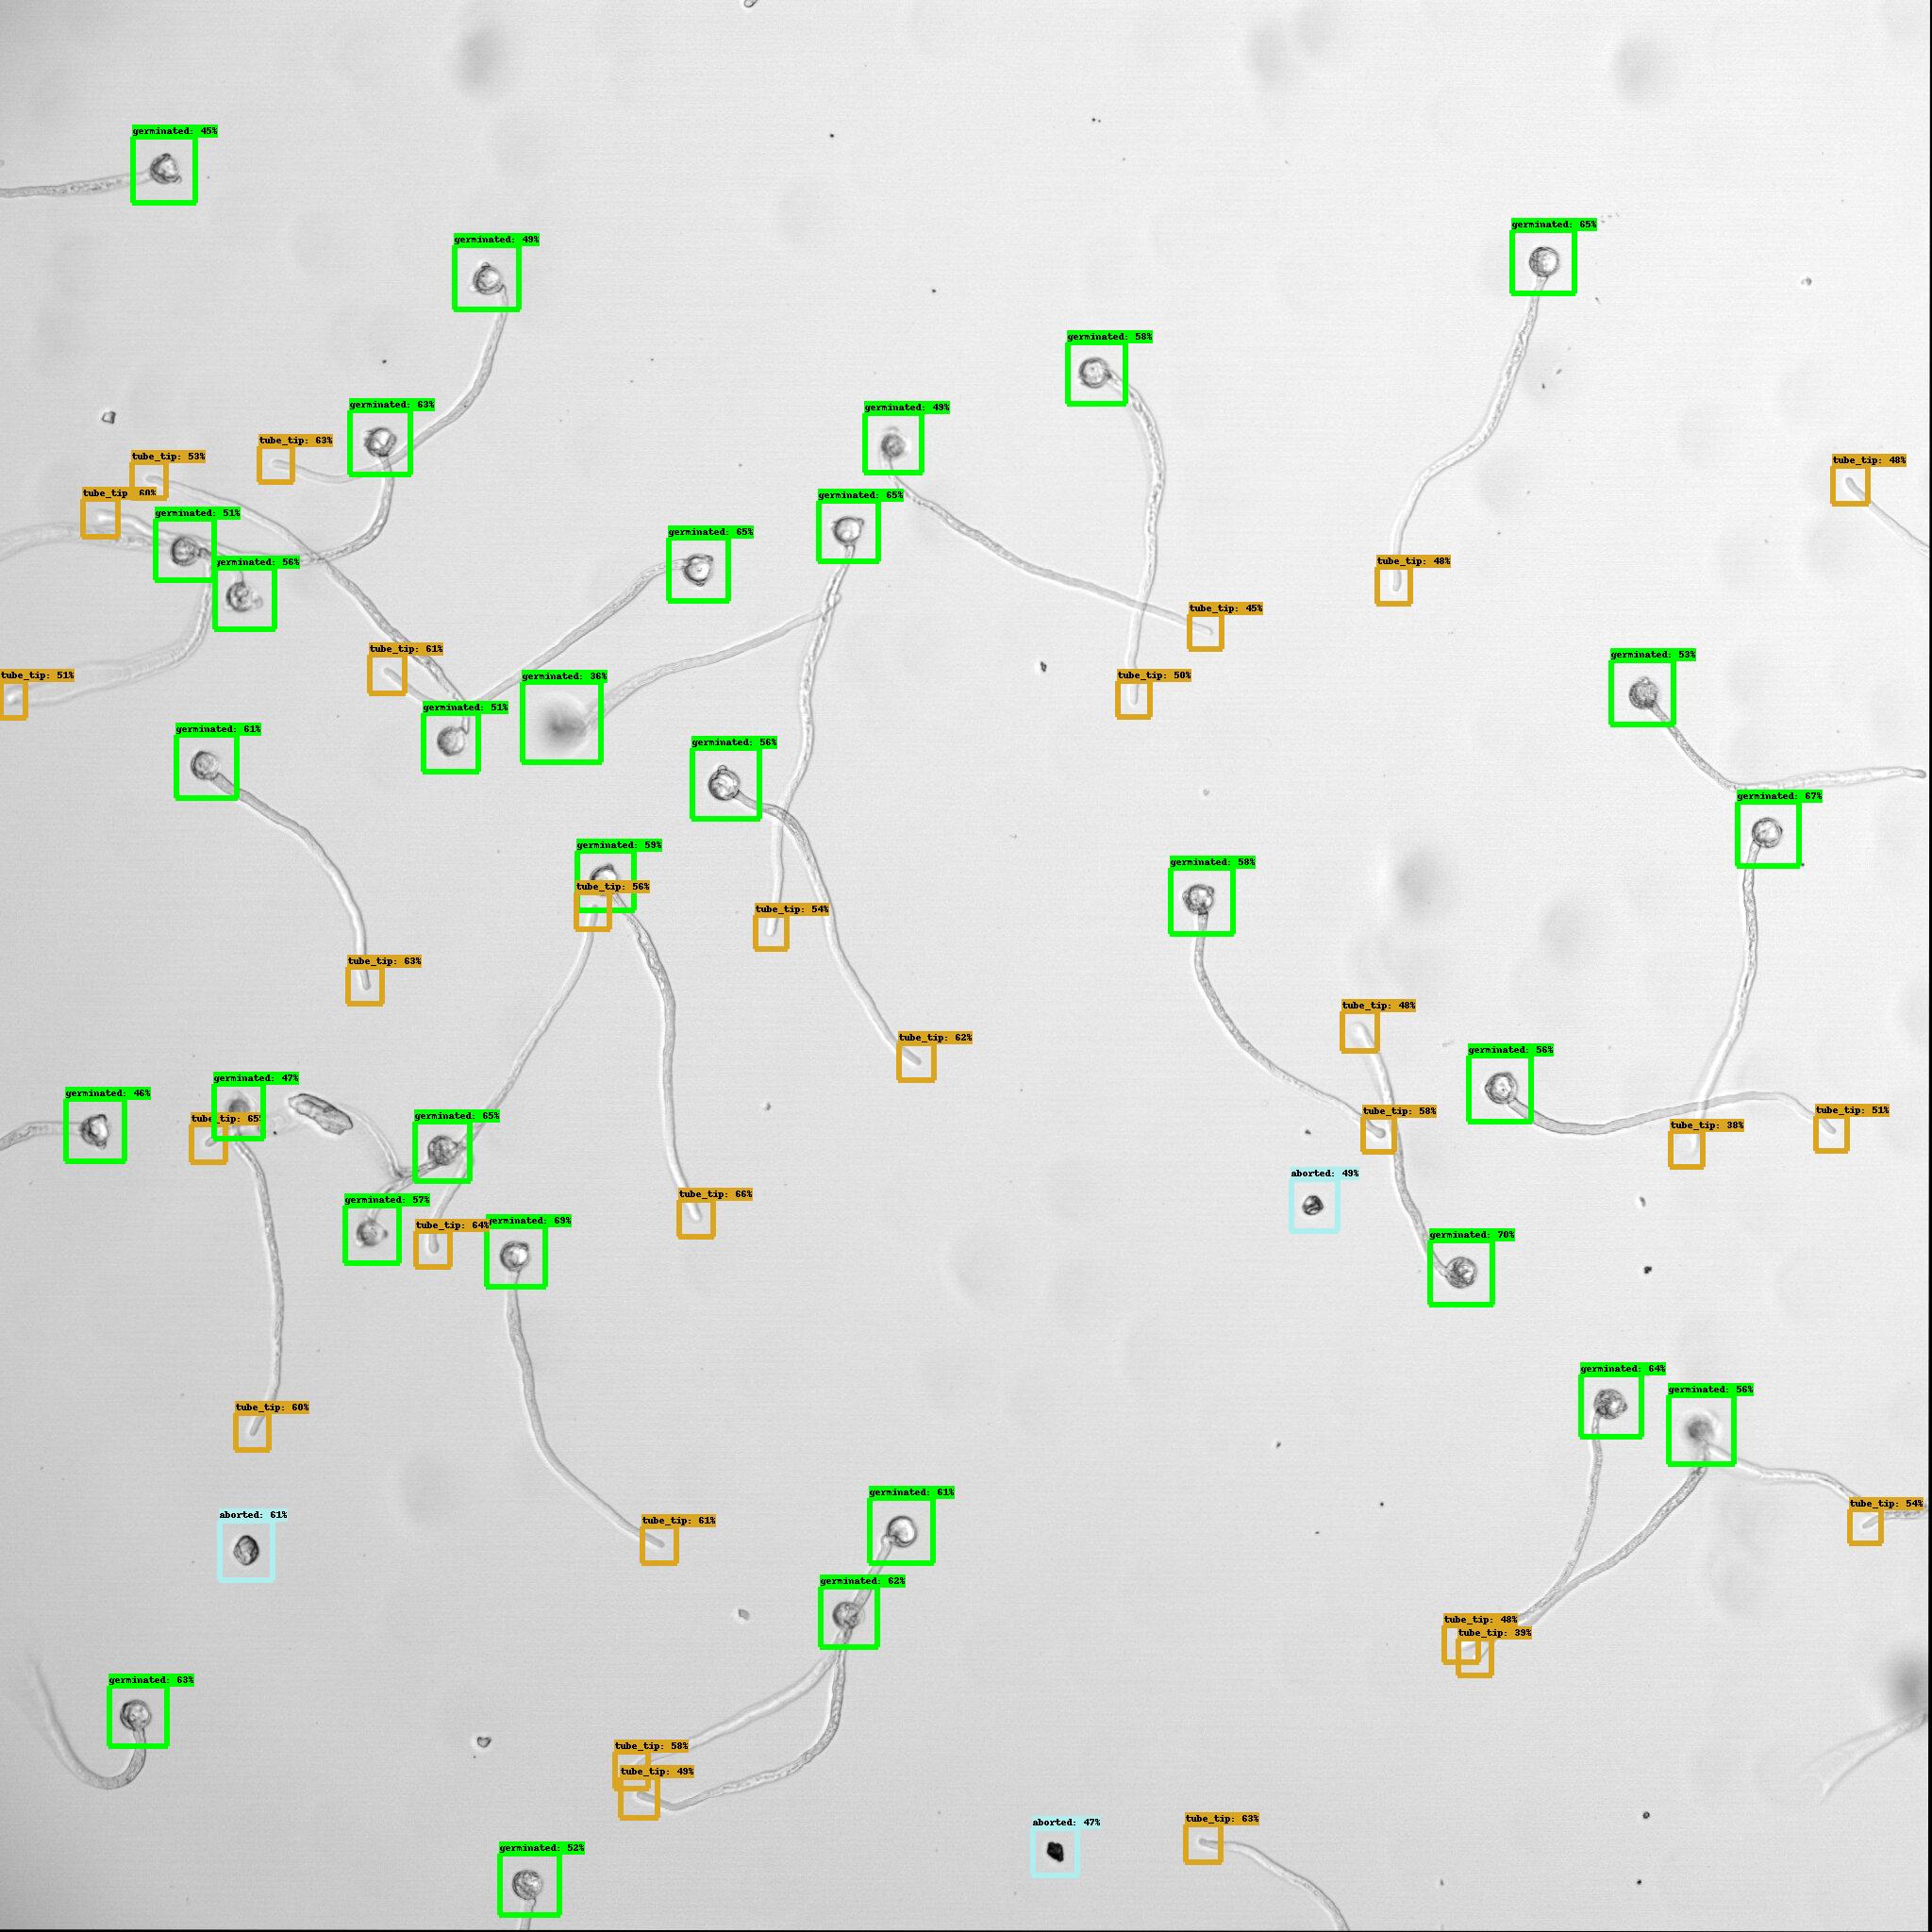 germinated: 45%
germinated: 65%
germinated: 49%
germinated: 58%
germinated: 63%
germinated: 49%
tube_tip: 63%
tube_tip: 53%
tube_tip: 48%
tube_tip 60%
germinated: 65%
germinated: 51%
germinated: 65%
germinated: 56%
tube_tip: 48%
tube_tip: 45%
tube_tip: 61%
germinated: 53%
tube_tip: 51%
germinated: 36%
tube_tip: 50%
germinated: 51%
germinated: 61%
germinated: 56%
germinated: 67%
germinated: 59%
germinated: 58%
tube_tip: 56%
tube_tip: 54%
tube_tip: 63%
tube_tip: 48%
tube_tip: 62%
germinated: 56%
germinated: 47%
germinated: 46%
tube_tip: 65%
germinated: 65%
tube_tip: 58%
tube_tip: 51%
tube_tip: 38%
aborted: 49%
germinated: 57%
tube_tip: 66%
germinated: 69%
tube_tip: 64%
germinated: 70%
germinated: 64%
germinated: 56%
tube_tip: 60%
germinated: 61%
tube_tip: 54%
aborted: 61%
tube_tip: 61%
germinated: 62%
tube_tip: 48%
tube_tip: 39%
germinated: 63%
tube_tip: 58%
tube_tip: 49%
tube_tip: 63%
aborted: 47%
germinated: 52%